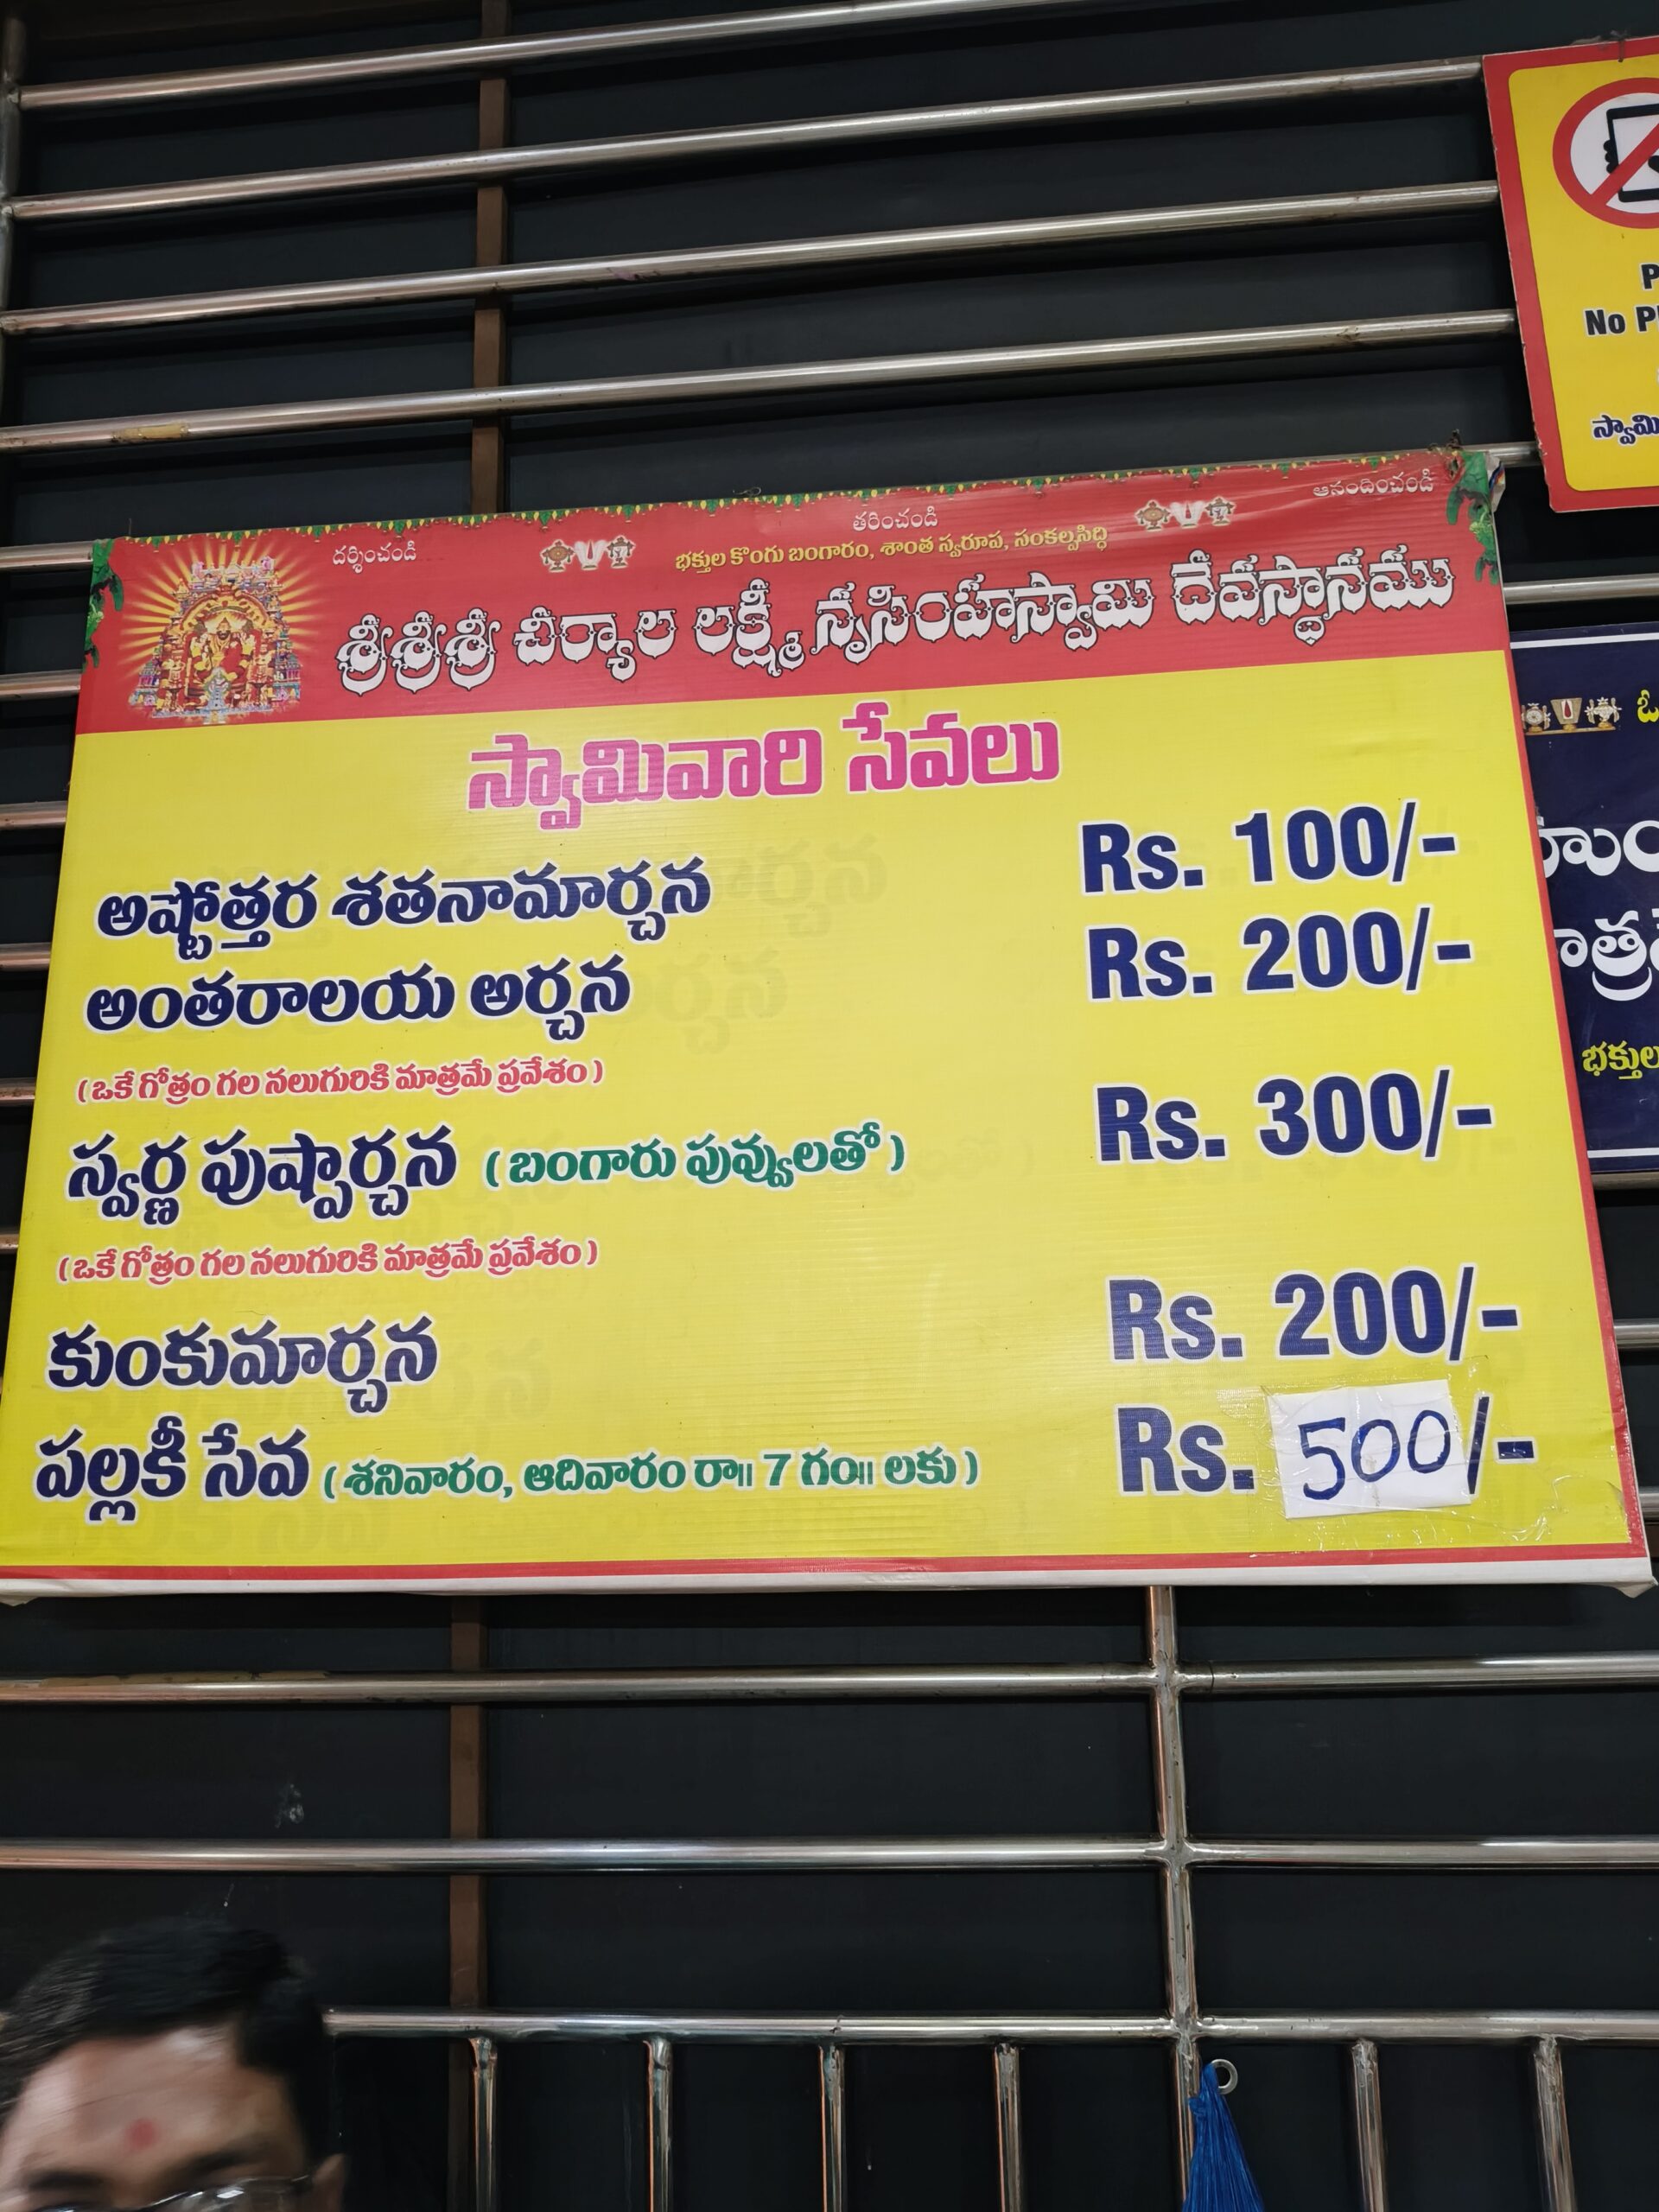 దర్శించండి తరించండి ఆనందించండి
భక్తుల కొంగు బంగారం, శాంత స్వరూప, సంకల్పసిద్ధి
శ్రీశ్రీశ్రీ చీర్యాల లక్ష్మీ నృసింహస్వామి దేవస్థానము
స్వామివారి సేవలు
అష్టోత్తర శతనామార్చన Rs. 100/-
అంతరాలయ అర్చన Rs. 200/-
( ఒకే గోత్రం గల నలుగురికి మాత్రమే ప్రవేశం )
స్వర్ణ పుష్పార్చన ( బంగారు పువ్వులతో ) Rs. 300/-
( ఒకే గోత్రం గల నలుగురికి మాత్రమే ప్రవేశం )
కుంకుమార్చన Rs. 200/-
పల్లకీ సేవ ( శనివారం, ఆదివారం రా॥ 7 గం॥ లకు ) Rs. 500/-
No